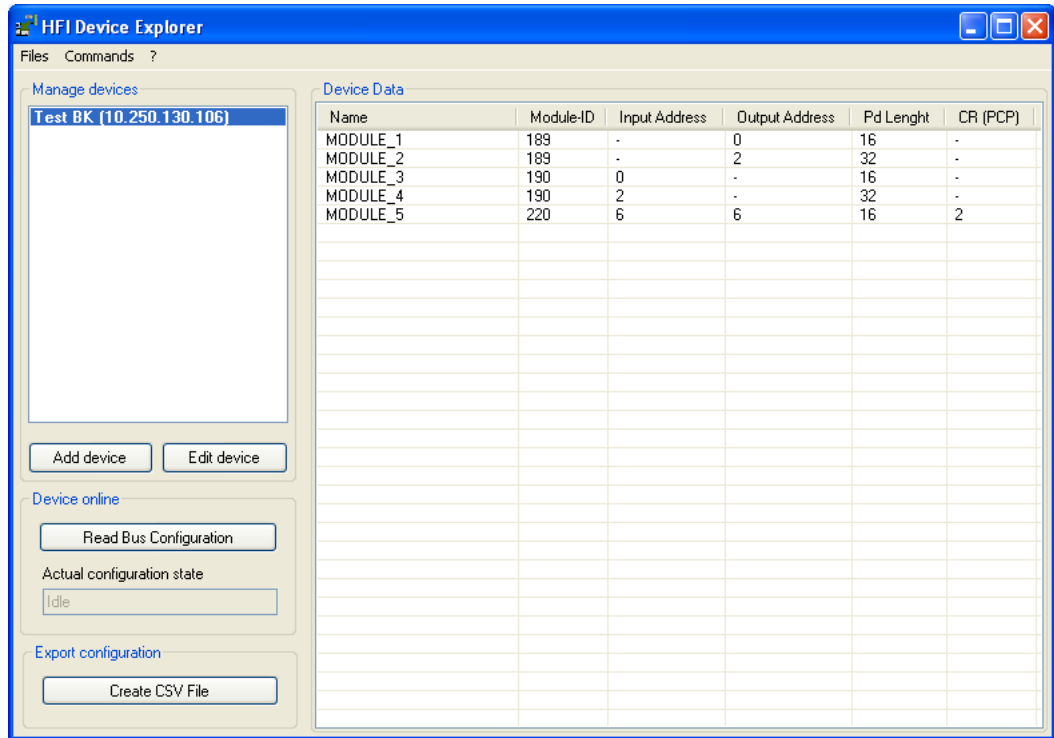 HFI Device Explorer
Files Commands ?
Manage devices
Test BK (10.250.130.106)
Add device Edit device
Device online
Read Bus Configuration
Actual configuration state
Idle
Export configuration
Create CSV File
Device Data
Name Module-ID Input Address Output Address Pd Lenght CR (PCP)
MODULE_1 189 - 0 16 -
MODULE_2 189 - 2 32 -
MODULE_3 190 0 - 16 -
MODULE_4 190 2 - 32 -
MODULE_5 220 6 6 16 2